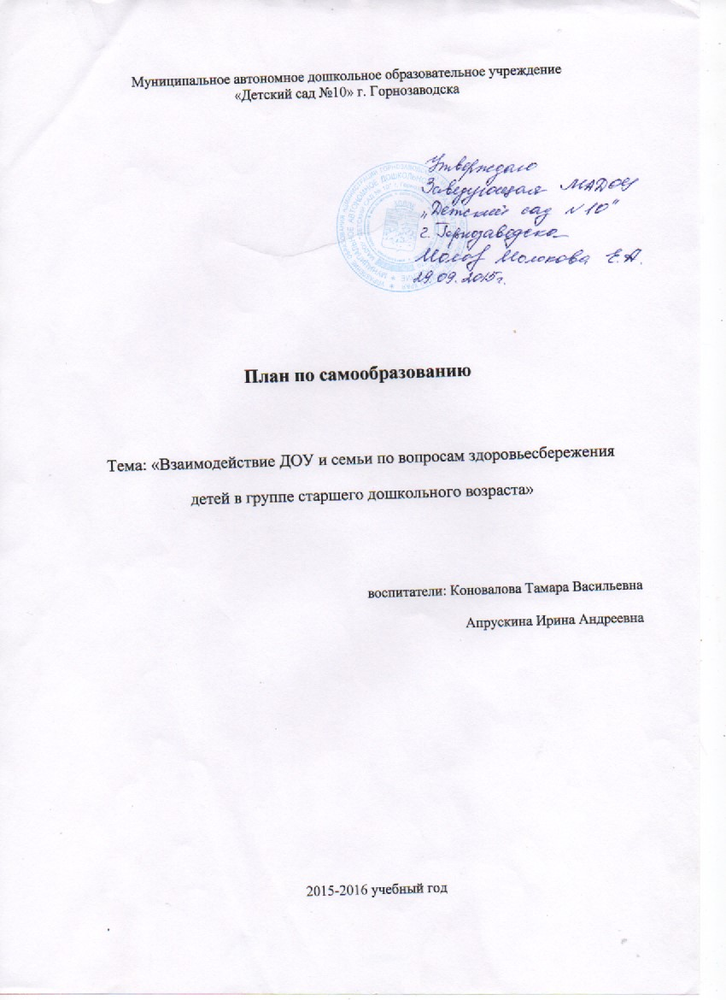 Муниципальное автономное дошкольное образовательное учреждение
«Детский сад №10» г. Горнозаводска
Утверждаю
Заведующая МАДОУ
„Детский сад №10"
г. Горнозаводска
Молокова Е.А.
29.09.2015г.
План по самообразованию
Тема: «Взаимодействие ДОУ и семьи по вопросам здоровьесбережения
детей в группе старшего дошкольного возраста»
воспитатели: Коновалова Тамара Васильевна
Апрускина Ирина Андреевна
2015-2016 учебный год